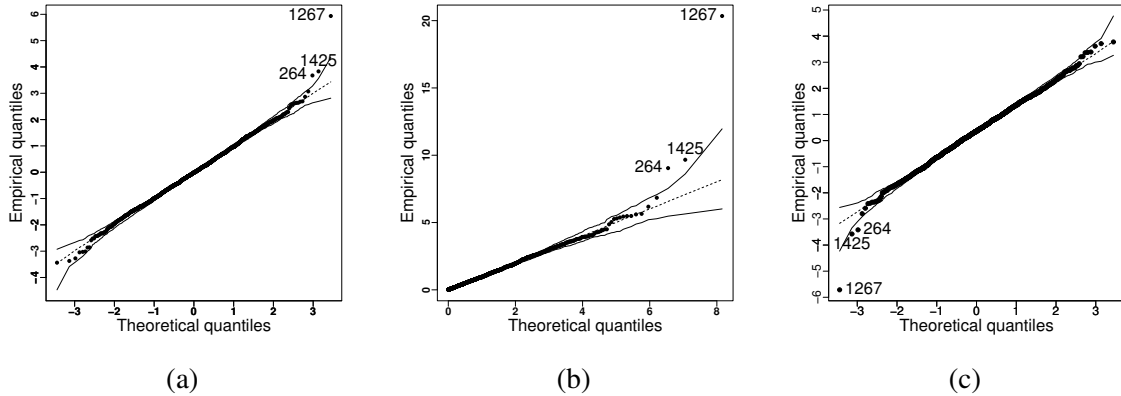 (a)
Empirical quantiles
6
5
4
3
2
1
0
−1
−2
−3
−4
1267
1425
264
−3 −2 −1 0 1 2 3
Theoretical quantiles
(b)
Empirical quantiles
20
15
10
5
0
1267
1425
264
0 2 4 6 8
Theoretical quantiles
(c)
Empirical quantiles
5
4
3
2
1
0
−1
−2
−3
−4
−5
−6
264
1425
1267
−3 −2 −1 0 1 2 3
Theoretical quantiles
(a) (b) (c)